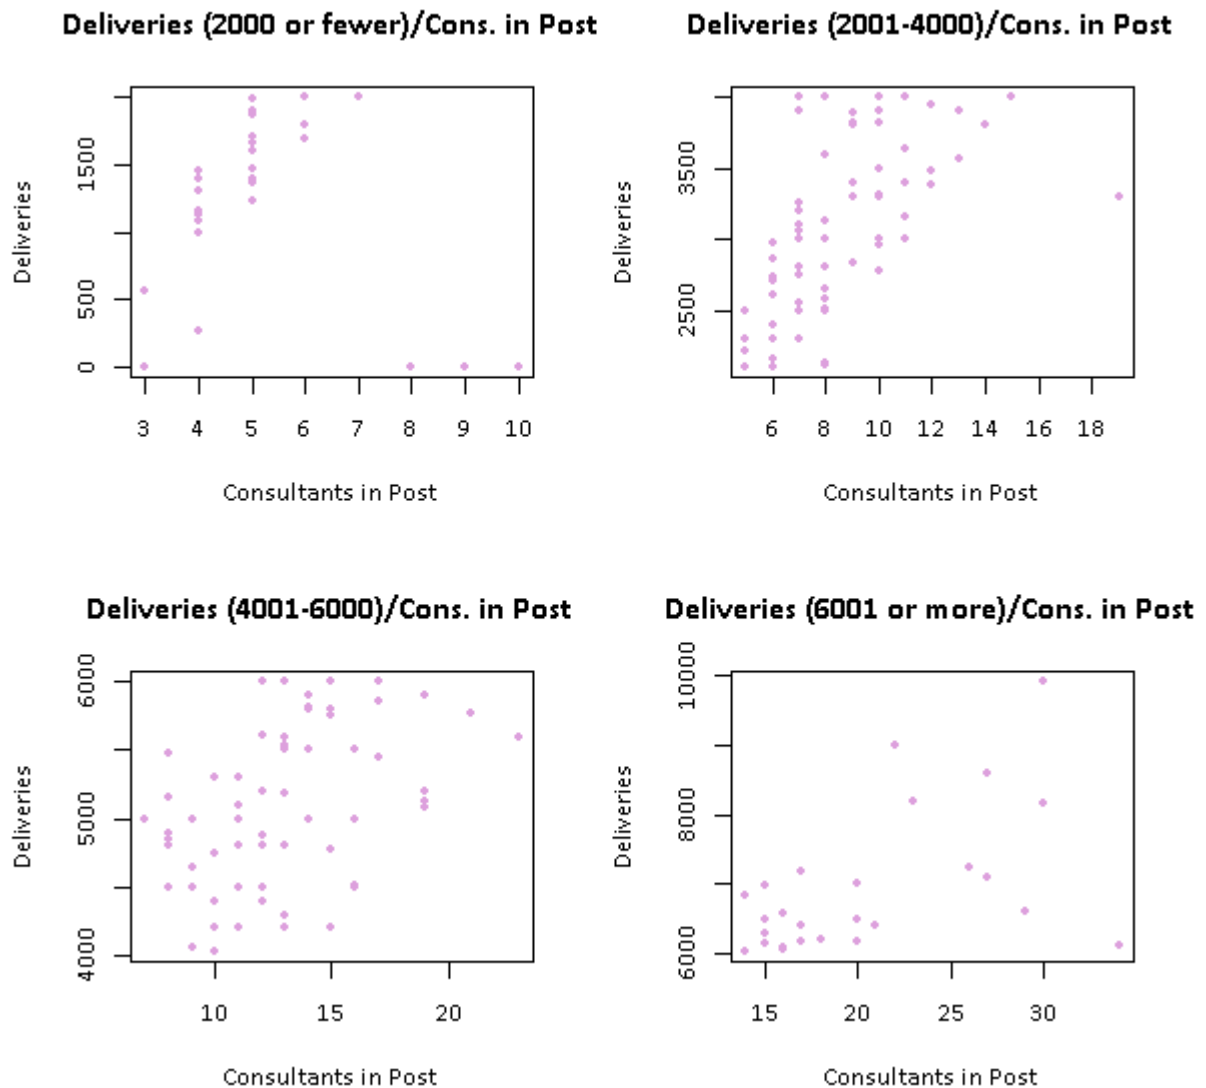 Deliveries (2000 or fewer)/Cons. in Post
Deliveries
1500
500
0
3 4 5 6 7 8 9 10
Consultants in Post
Deliveries (2001-4000)/Cons. in Post
Deliveries
3500
2500
6 8 10 12 14 16 18
Consultants in Post
Deliveries (4001-6000)/Cons. in Post
Deliveries
6000
5000
4000
10 15 20
Consultants in Post
Deliveries (6001 or more)/Cons. in Post
Deliveries
10000
8000
6000
15 20 25 30
Consultants in Post